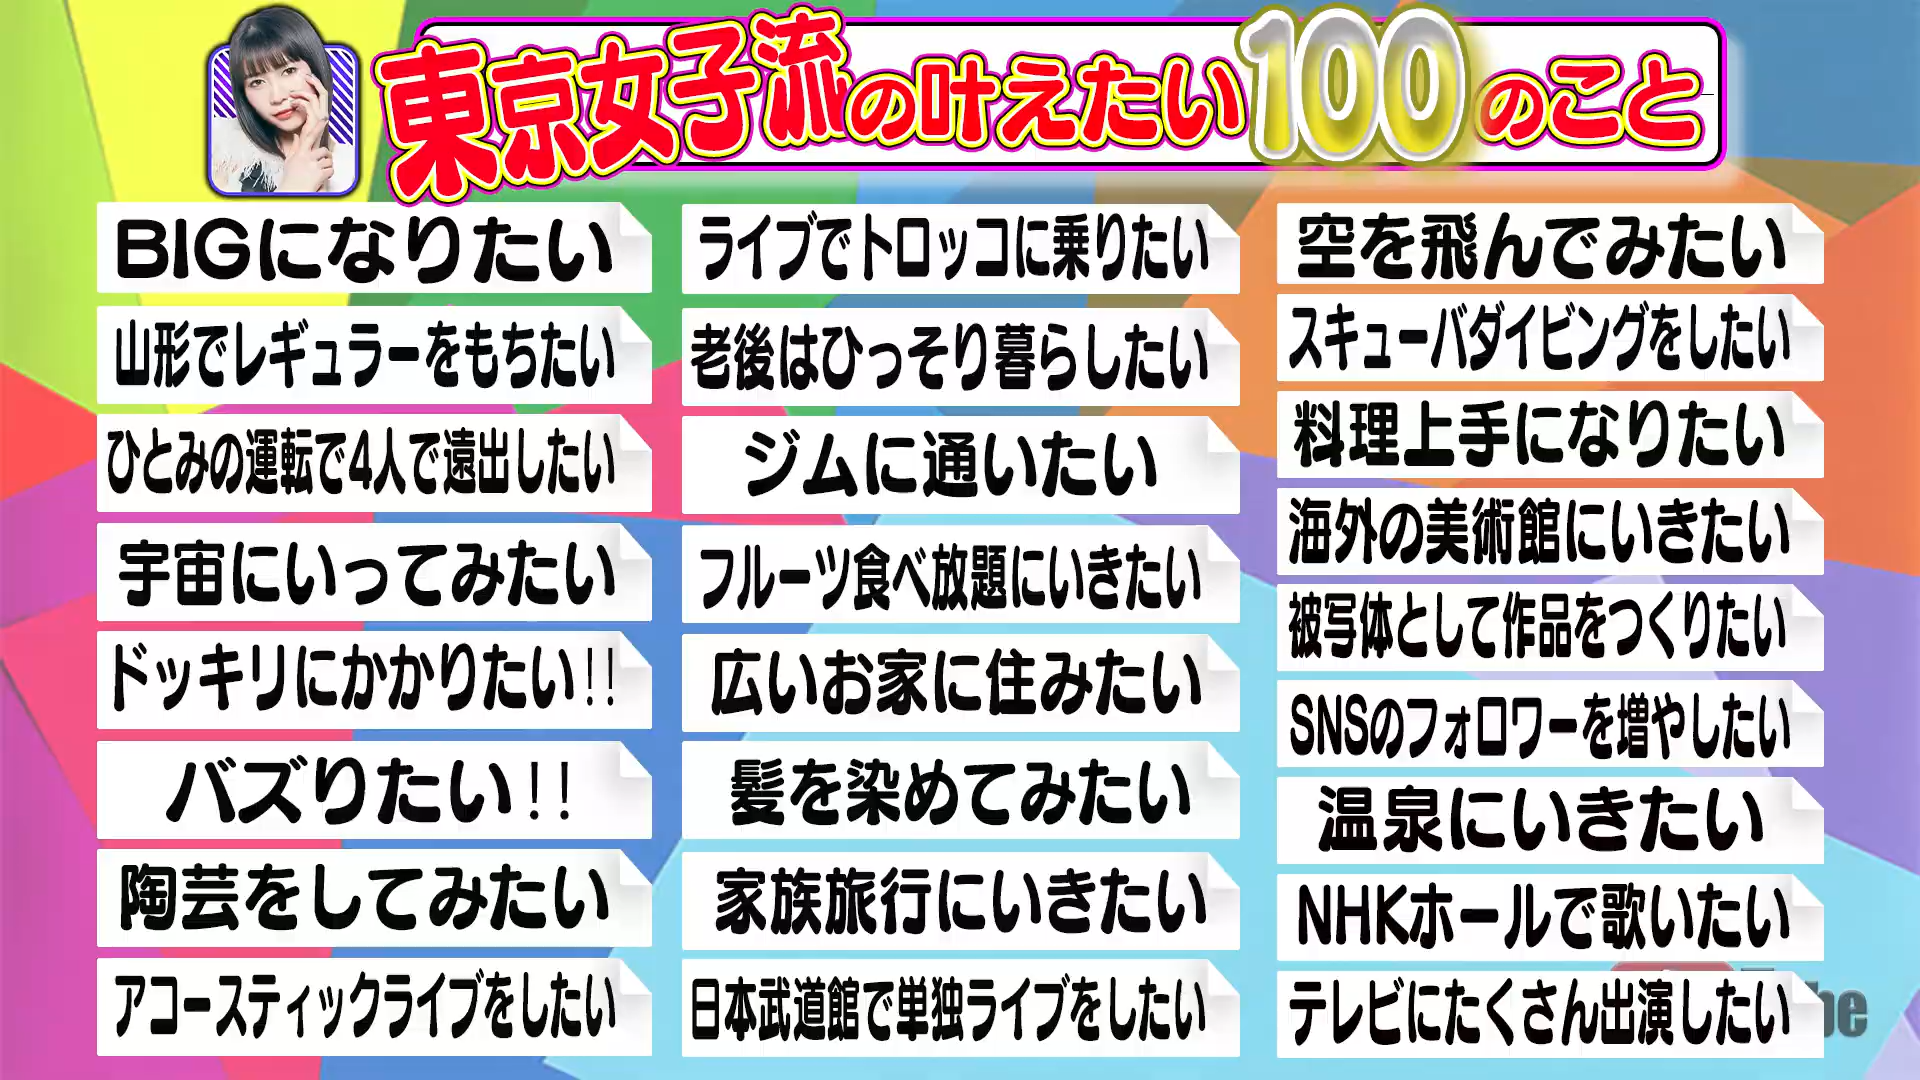 東京女子流の叶えたい100のこと
BIGになりたい
山形でレギュラーをもちたい
ひとみの運転で4人で遠出したい
宇宙にいってみたい
ドッキリにかかりたい!!
バズりたい!!
陶芸をしてみたい
アコースティックライブをしたい
ライブでトロッコに乗りたい
老後はひっそり暮らしたい
ジムに通いたい
フルーツ食べ放題にいきたい
広いお家に住みたい
髪を染めてみたい
家族旅行にいきたい
日本武道館で単独ライブをしたい
空を飛んでみたい
スキューバダイビングをしたい
料理上手になりたい
海外の美術館にいきたい
被写体として作品をつくりたい
SNSのフォロワーを増やしたい
温泉にいきたい
NHKホールで歌いたい
テレビにたくさん出演したい